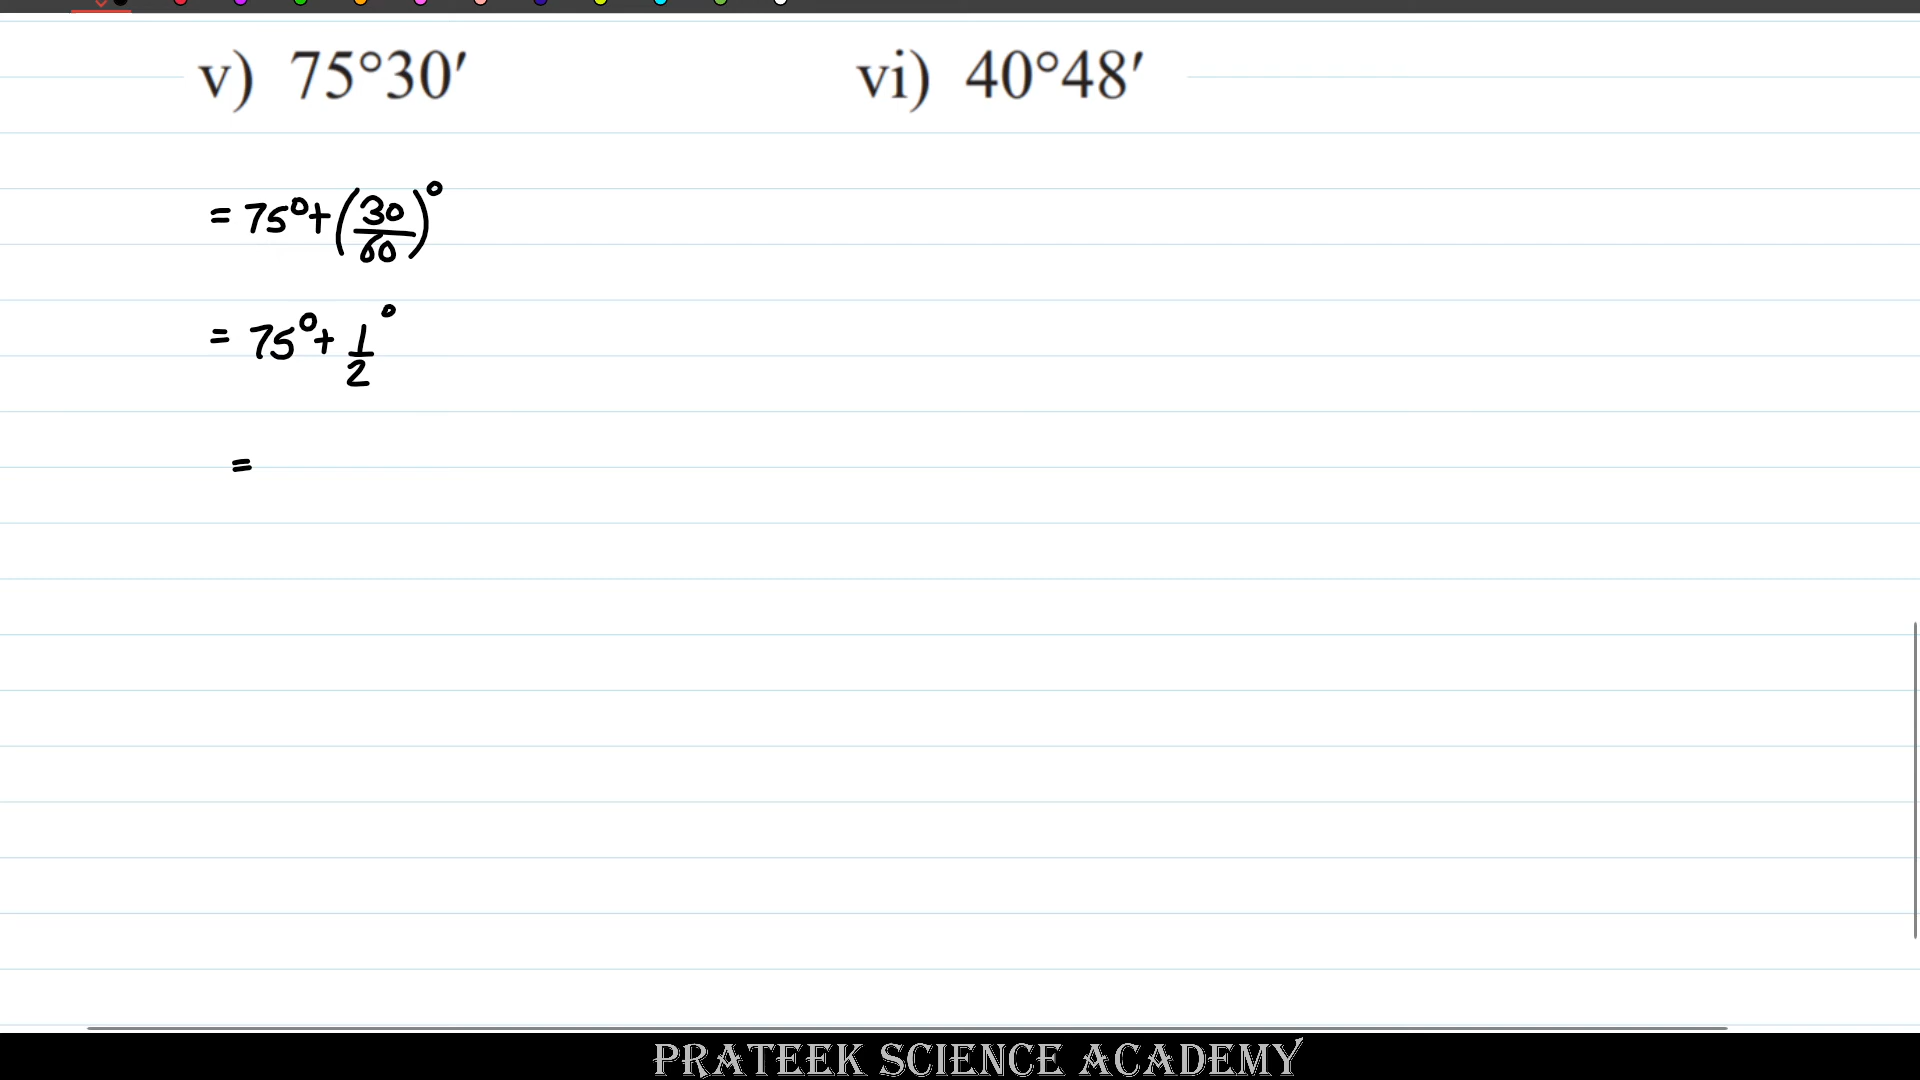 v) 75°30′
vi) 40°48′
= 75° + (30/60)°
= 75° + 1/2°
=
PRATEEK SCIENCE ACADEMY